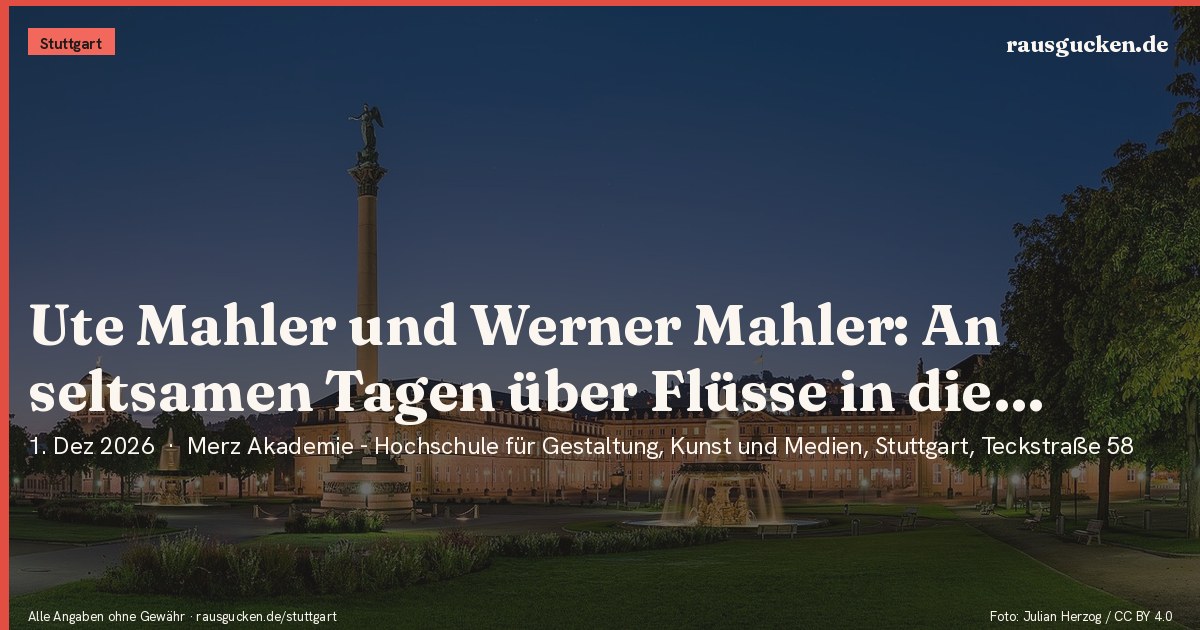 Stuttgart
rausgucken.de
Ute Mahler und Werner Mahler: An
seltsamen Tagen über Flüsse in die...
1. Dez 2026 · Merz Akademie - Hochschule für Gestaltung, Kunst und Medien, Stuttgart, Teckstraße 58
Alle Angaben ohne Gewähr · rausgucken.de/stuttgart
Foto: Julian Herzog / CC BY 4.0